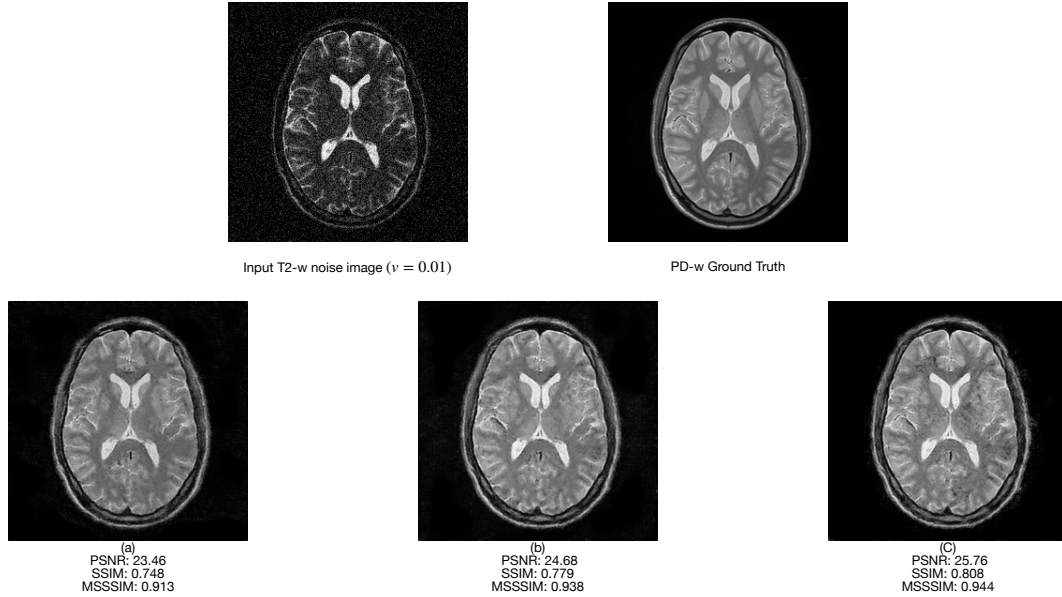 Input T2-w noise image (v = 0.01)
PD-w Ground Truth
(a)
PSNR: 23.46
SSIM: 0.748
MSSSIM: 0.913
(b)
PSNR: 24.68
SSIM: 0.779
MSSSIM: 0.938
(C)
PSNR: 25.76
SSIM: 0.808
MSSSIM: 0.944